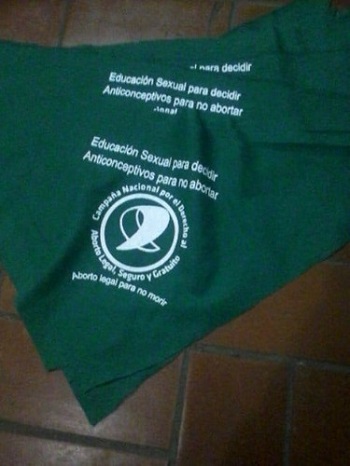 para decidir
Educación Sexual para decidir
Anticonceptivos para no abortar
Educación Sexual para decidir
Anticonceptivos para no abortar
Campaña Nacional por el Derecho al
Aborto Legal, Seguro y Gratuito
Aborto legal para no morir